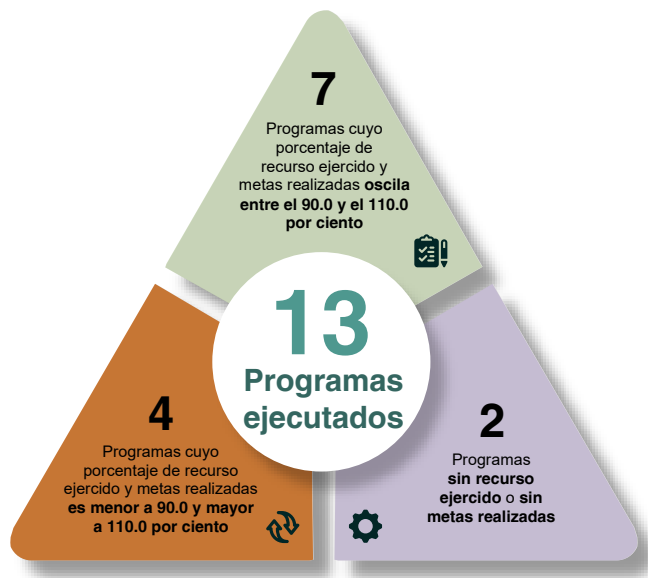 7
Programas cuyo
porcentaje de
recurso ejercido y
metas realizadas oscila
entre el 90.0 y el 110.0
por ciento
13
Programas
ejecutados
4
Programas cuyo
porcentaje de recurso
ejercido y metas realizadas
es menor a 90.0 y mayor
a 110.0 por ciento
2
Programas
sin recurso
ejercido o sin
metas realizadas